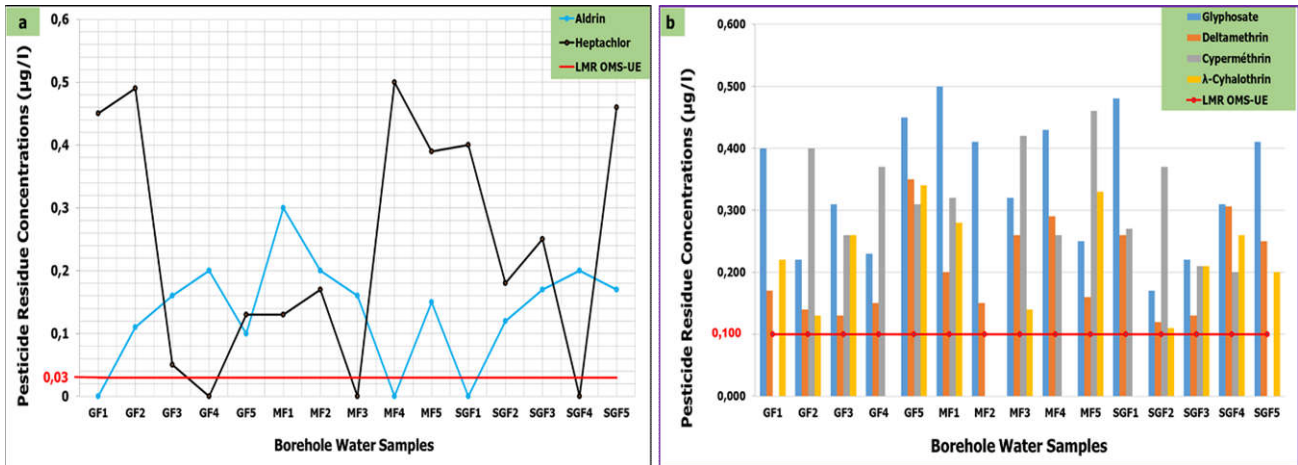 a
Aldrin
Heptachlor
LMR OMS-UE
Pesticide Residue Concentrations (µg/l)
0,6
0,5
0,4
0,3
0,2
0,1
0,03
0
GF1 GF2 GF3 GF4 GF5 MF1 MF2 MF3 MF4 MF5 SGF1 SGF2 SGF3 SGF4 SGF5
Borehole Water Samples
b
Glyphosate
Deltamethrin
Cyperméthrin
λ-Cyhalothrin
LMR OMS-UE
Pesticide Residue Concentrations (µg/l)
0,600
0,500
0,400
0,300
0,200
0,100
0,000
GF1 GF2 GF3 GF4 GF5 MF1 MF2 MF3 MF4 MF5 SGF1 SGF2 SGF3 SGF4 SGF5
Borehole Water Samples